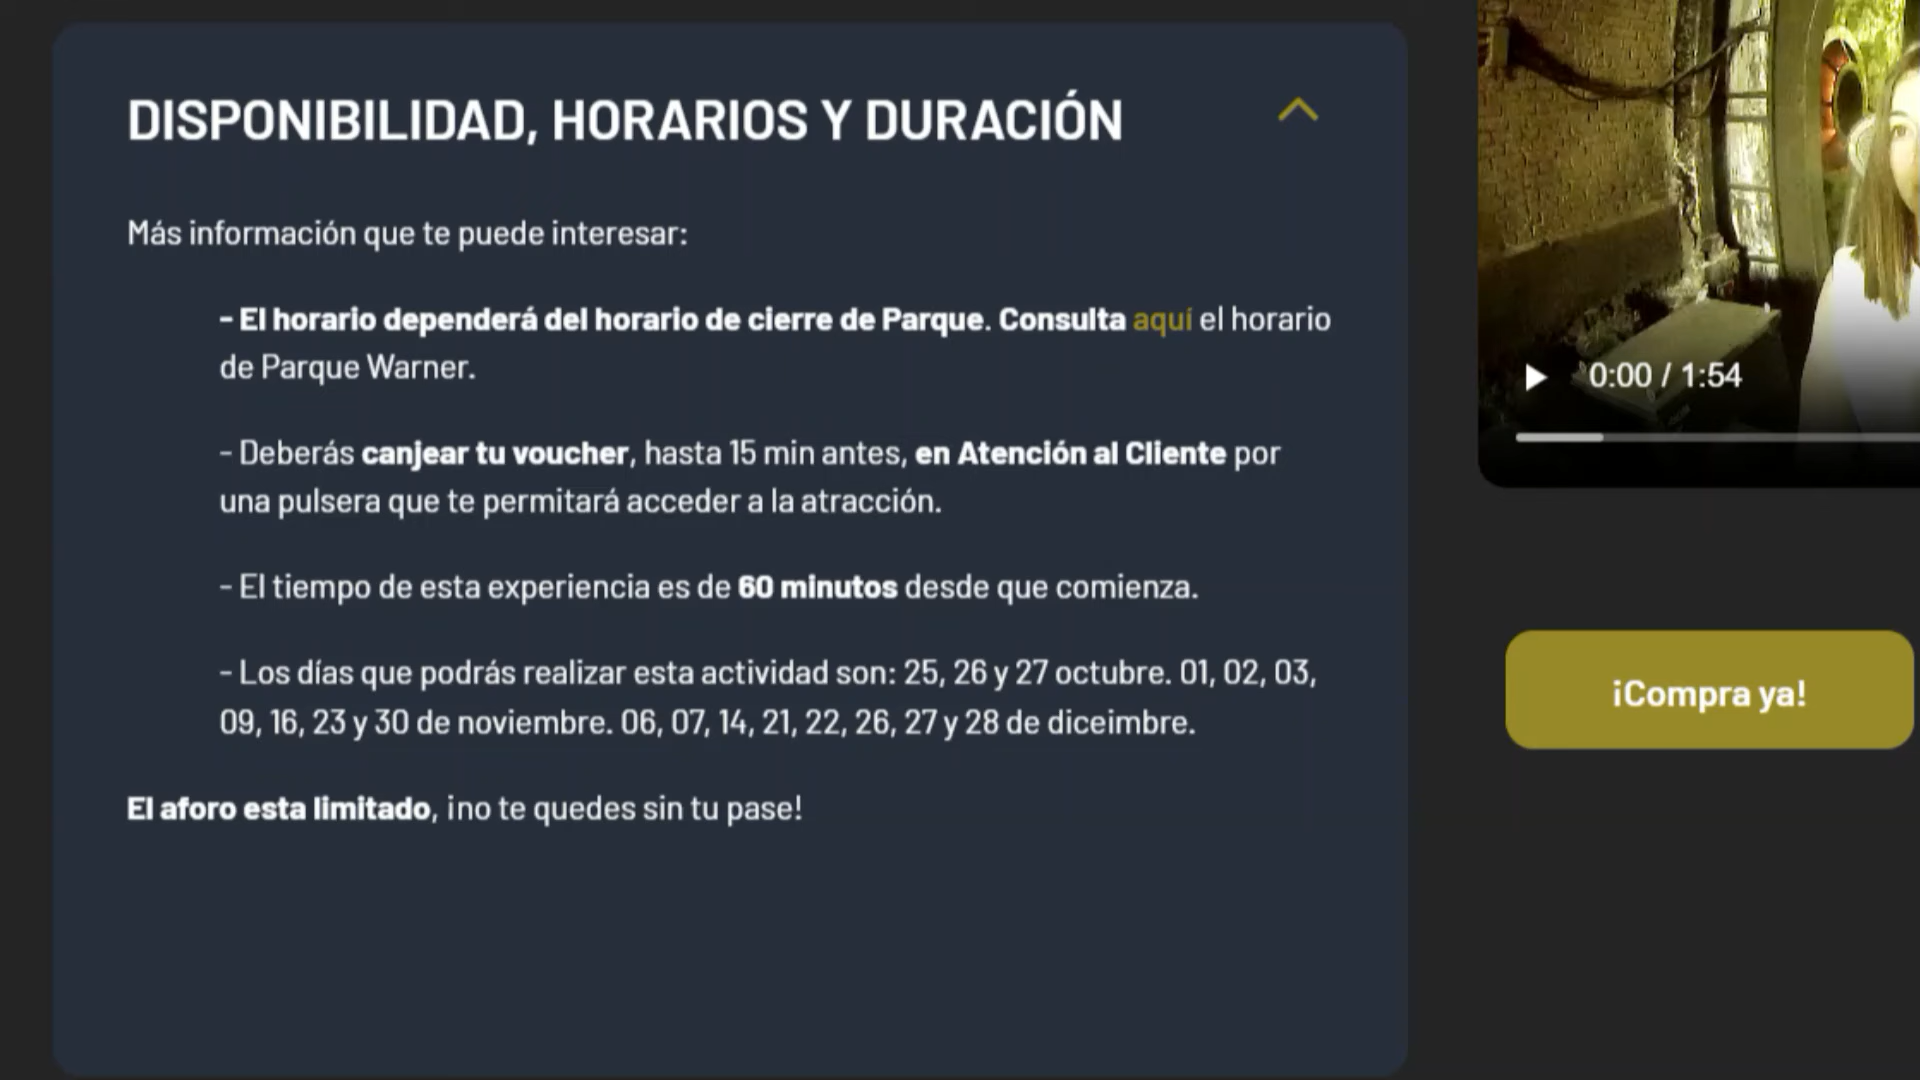 DISPONIBILIDAD, HORARIOS Y DURACIÓN
Más información que te puede interesar:
- El horario dependerá del horario de cierre de Parque. Consulta aquí el horario
de Parque Warner.
- Deberás canjear tu voucher, hasta 15 min antes, en Atención al Cliente por
una pulsera que te permitará acceder a la atracción.
- El tiempo de esta experiencia es de 60 minutos desde que comienza.
- Los días que podrás realizar esta actividad son: 25, 26 y 27 octubre. 01, 02, 03,
09, 16, 23 y 30 de noviembre. 06, 07, 14, 21, 22, 26, 27 y 28 de diceimbre.
El aforo esta limitado, ¡no te quedes sin tu pase!
0:00 / 1:54
¡Compra ya!